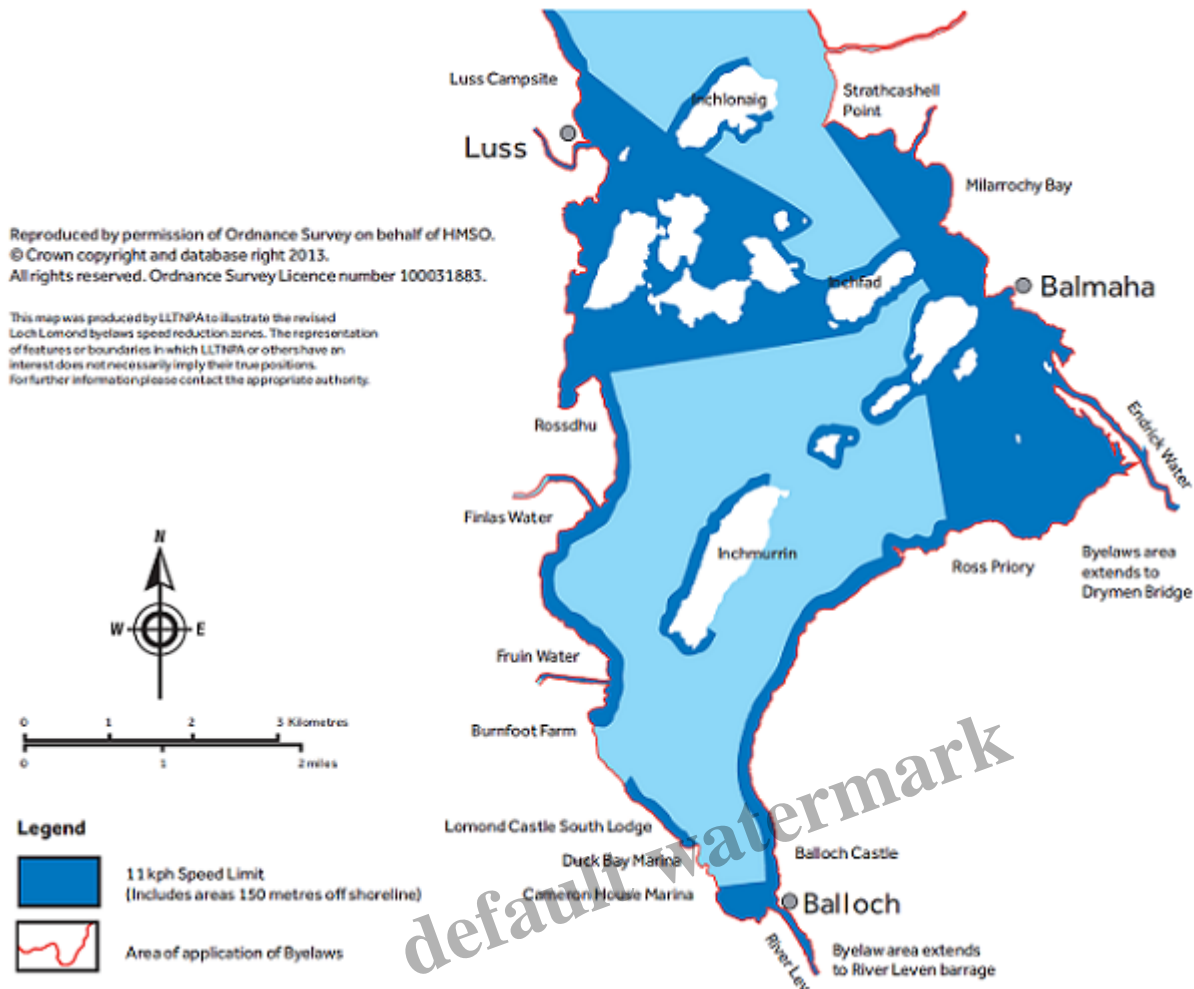 Luss Campsite
Inchlonaig
Strathcashell
Point
Luss
Milarrochy Bay
Reproduced by permission of Ordnance Survey on behalf of HMSO.
© Crown copyright and database right 2013.
All rights reserved. Ordnance Survey Licence number 100031883.
Inchfad
Balmaha
This map was produced by LLTNPA to illustrate the revised
Loch Lomond byelaws speed reduction zones. The representation
of features or boundaries in which LLTNPA or others have an
interest does not necessarily imply their true positions.
For further information please contact the appropriate authority.
Rossdhu
Endrick Water
Finlas Water
Inchmurrin
Ross Priory
Byelaws area
extends to
Drymen Bridge
N
W E
Fruin Water
Burnfoot Farm
0 1 2 3 Kilometres
0 1 2 miles
Legend
11 kph Speed Limit
(Includes areas 150 metres off shoreline)
Area of application of Byelaws
Lomond Castle South Lodge
Duck Bay Marina
Cameron House Marina
Balloch Castle
Balloch
River Lev
Byelaw area extends
to River Leven barrage
default watermark